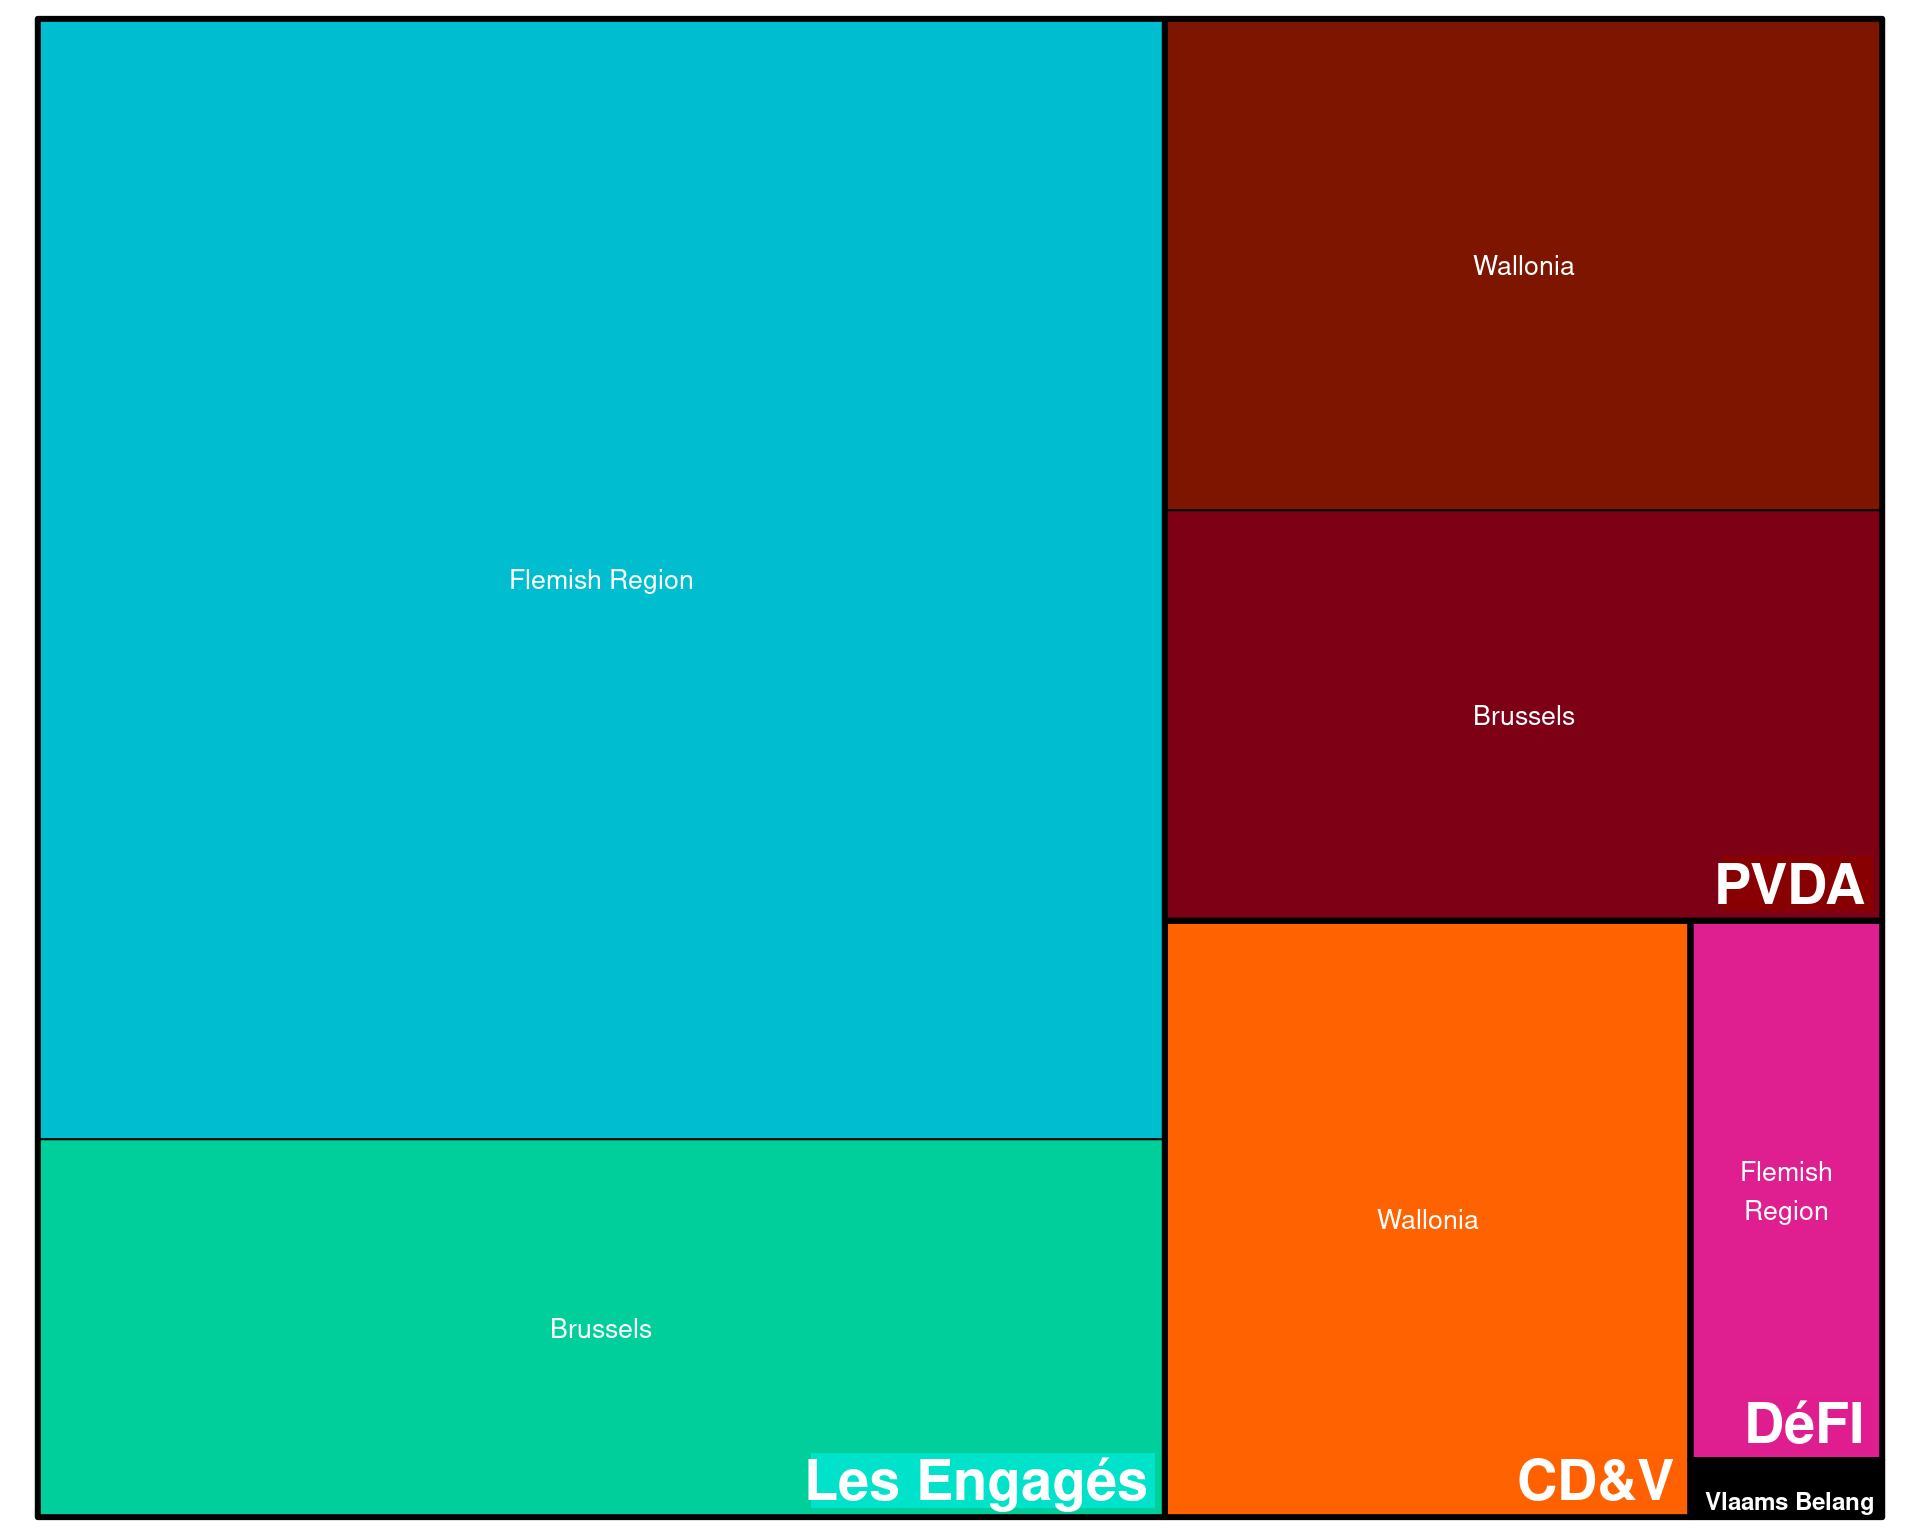 Flemish Region
Brussels
Les Engagés
Wallonia
Brussels
PVDA
Wallonia
CD&V
Flemish
Region
DéFI
Vlaams Belang